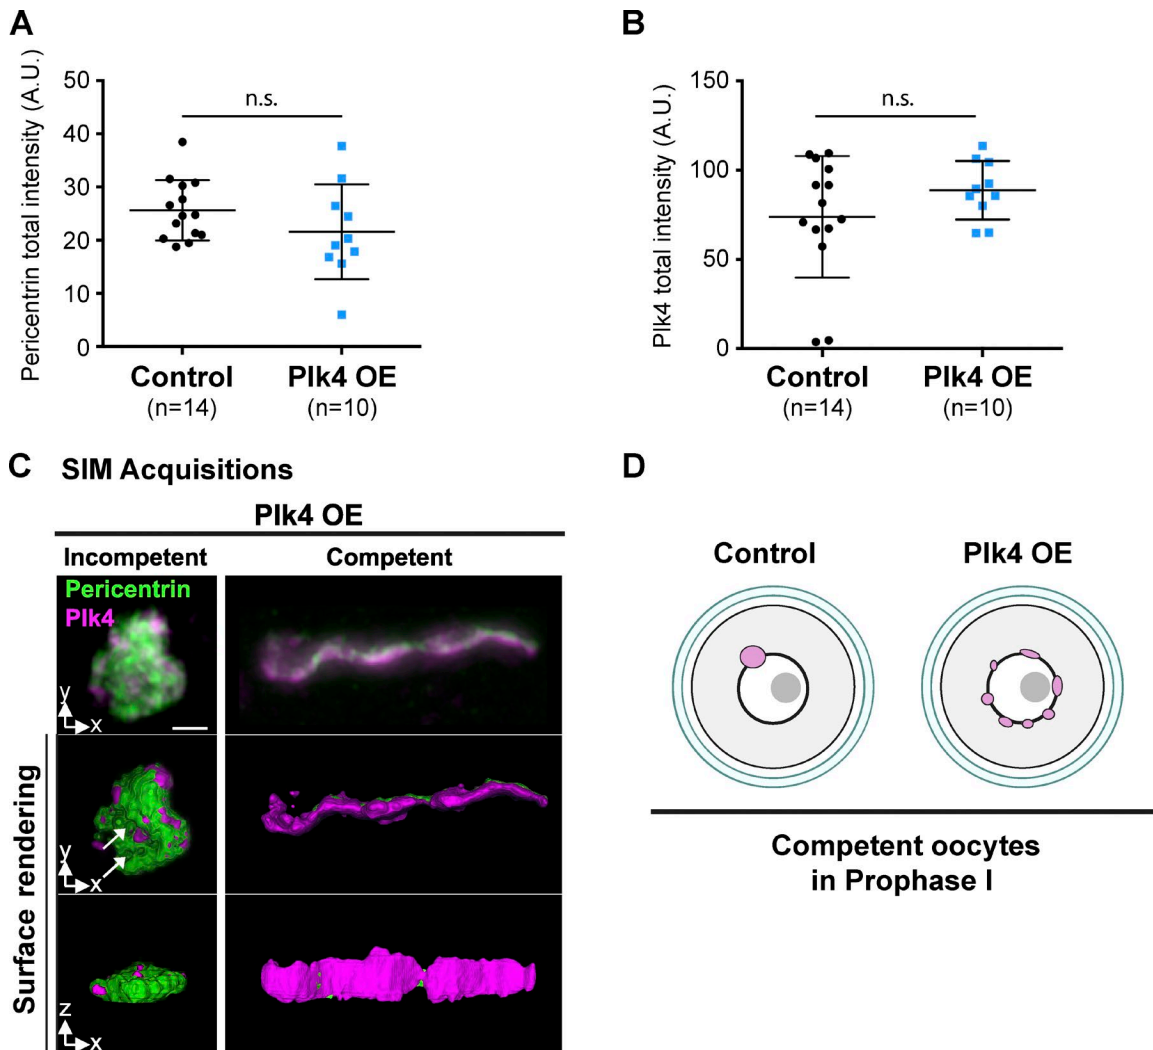 A
Pericentrin total intensity (A.U.)
50
40
30
20
10
0
n.s.
Control
(n=14)
Plk4 OE
(n=10)
B
Plk4 total intensity (A.U.)
150
100
50
0
n.s.
Control
(n=14)
Plk4 OE
(n=10)
C SIM Acquisitions
Plk4 OE
Incompetent
Competent
Pericentrin
Plk4
y
x
Surface rendering
y
x
z
x
D
Control
Plk4 OE
Competent oocytes
in Prophase I